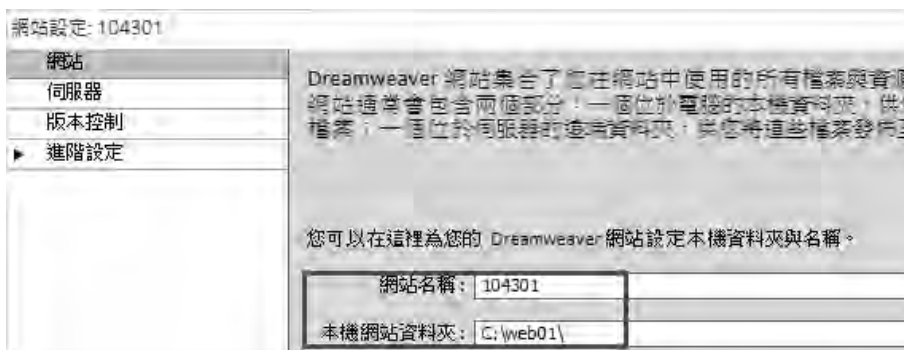 網站設定: 104301
網站
伺服器
版本控制
進階設定
Dreamweaver 網站集合了您在網站中使用的所有檔案與資源
網站通常會包含兩個部分：一個位於電腦的本機資料夾，供
檔案；一個位於伺服器的遠端資料夾，供您將這些檔案發佈至
您可以在這裡為您的 Dreamweaver 網站設定本機資料夾與名稱。
網站名稱： 104301
本機網站資料夾： C:\web01\